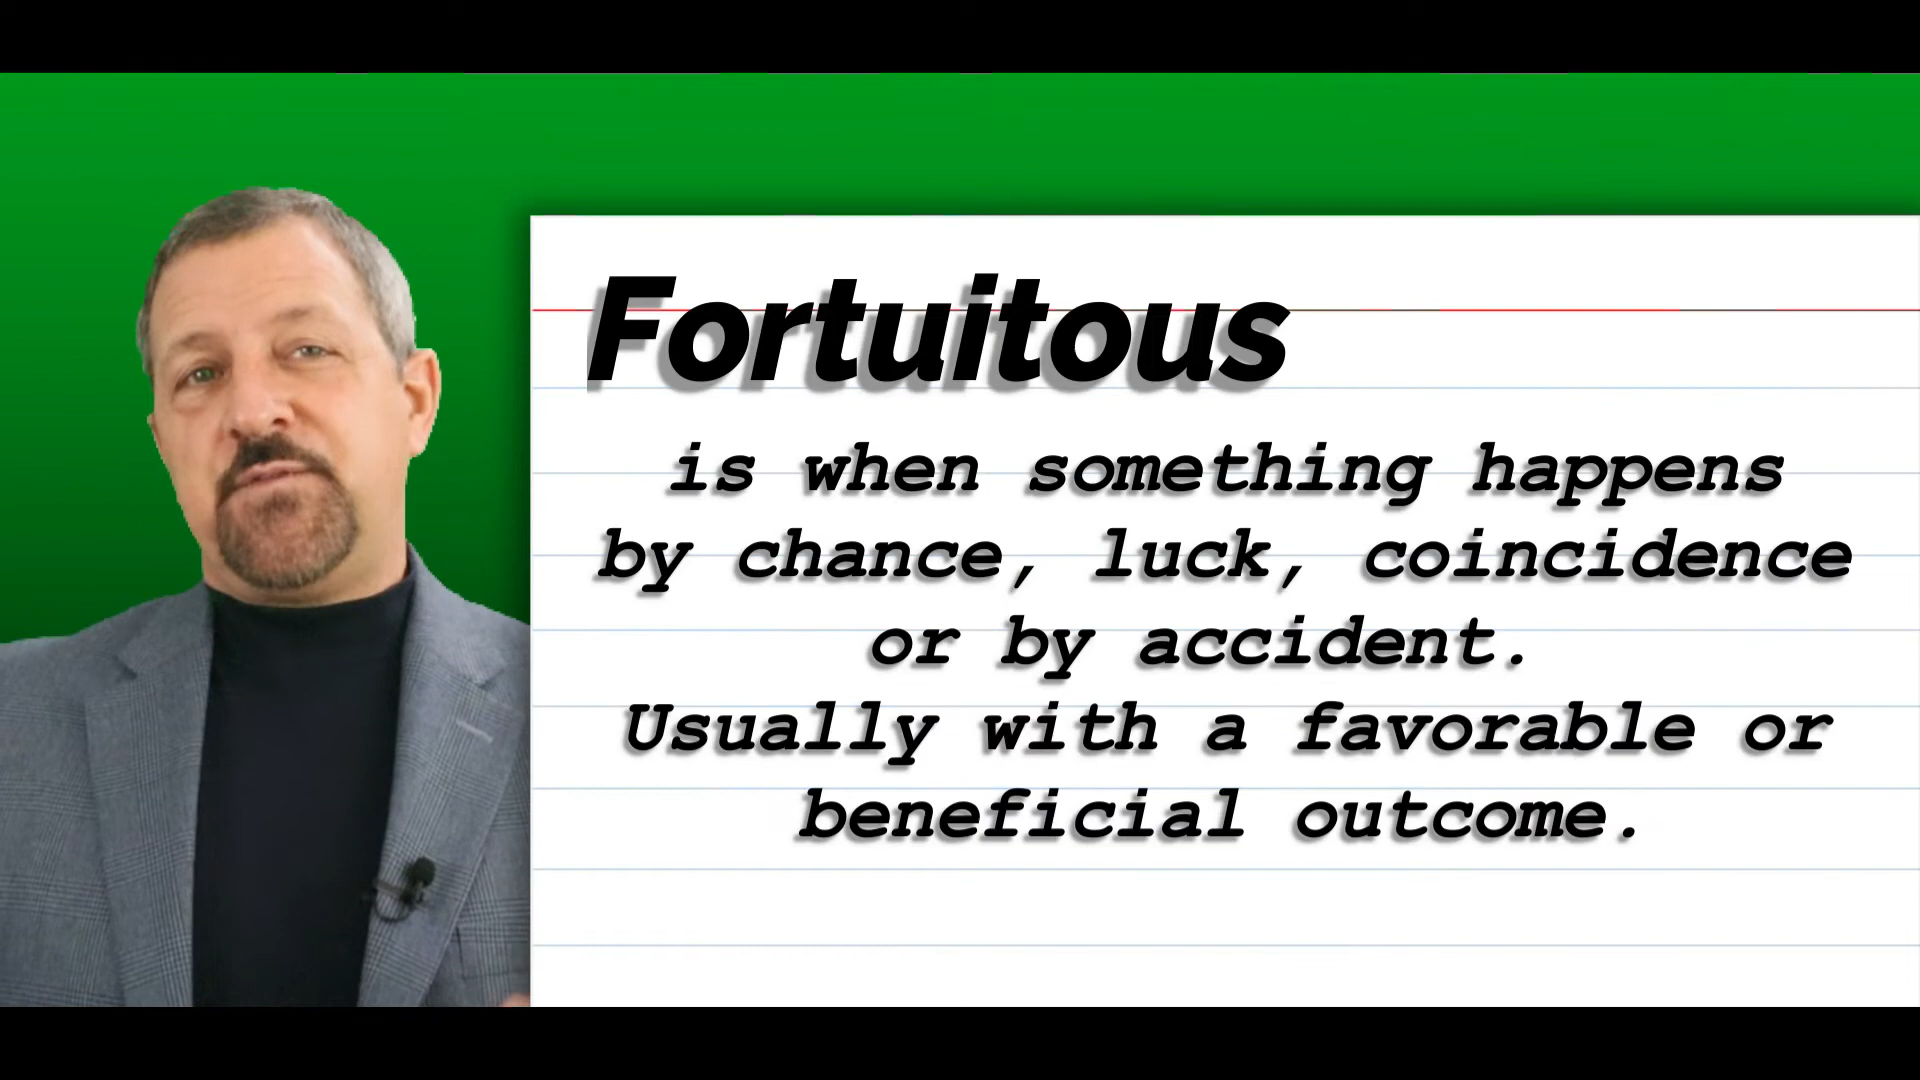 Fortuitous
is when something happens
by chance, luck, coincidence
or by accident.
Usually with a favorable or
beneficial outcome.